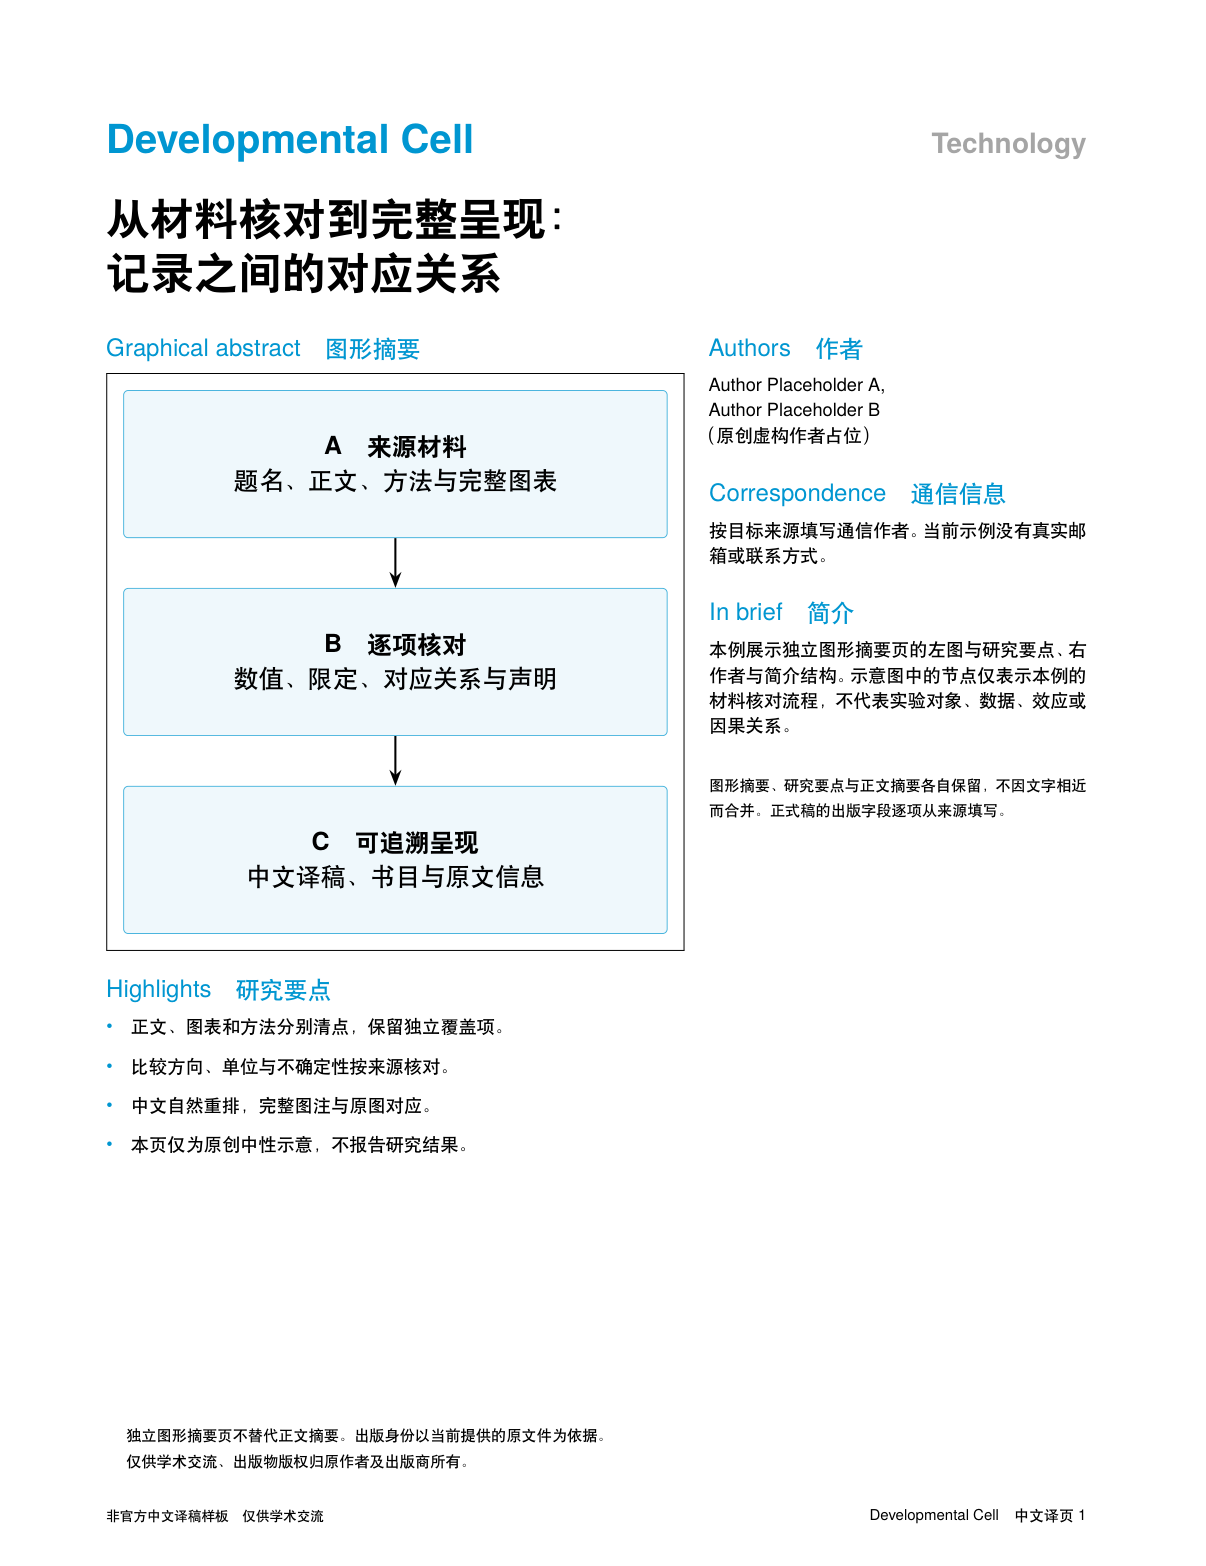 Developmental Cell
Technology
从材料核对到完整呈现：
记录之间的对应关系
Graphical abstract 图形摘要
A 来源材料
题名、正文、方法与完整图表
B 逐项核对
数值、限定、对应关系与声明
C 可追溯呈现
中文译稿、书目与原文信息
Highlights 研究要点
• 正文、图表和方法分别清点，保留独立覆盖项。
• 比较方向、单位与不确定性按来源核对。
• 中文自然重排，完整图注与原图对应。
• 本页仅为原创中性示意，不报告研究结果。
Authors 作者
Author Placeholder A,
Author Placeholder B
（原创虚构作者占位）
Correspondence 通信信息
按目标来源填写通信作者。当前示例没有真实邮
箱或联系方式。
In brief 简介
本例展示独立图形摘要页的左图与研究要点、右
作者与简介结构。示意图中的节点仅表示本例的
材料核对流程，不代表实验对象、数据、效应或
因果关系。
图形摘要、研究要点与正文摘要各自保留，不因文字相近
而合并。正式稿的出版字段逐项从来源填写。
独立图形摘要页不替代正文摘要。出版身份以当前提供的原文件为依据。
仅供学术交流、出版物版权归原作者及出版商所有。
非官方中文译稿样板 仅供学术交流
Developmental Cell 中文译页 1